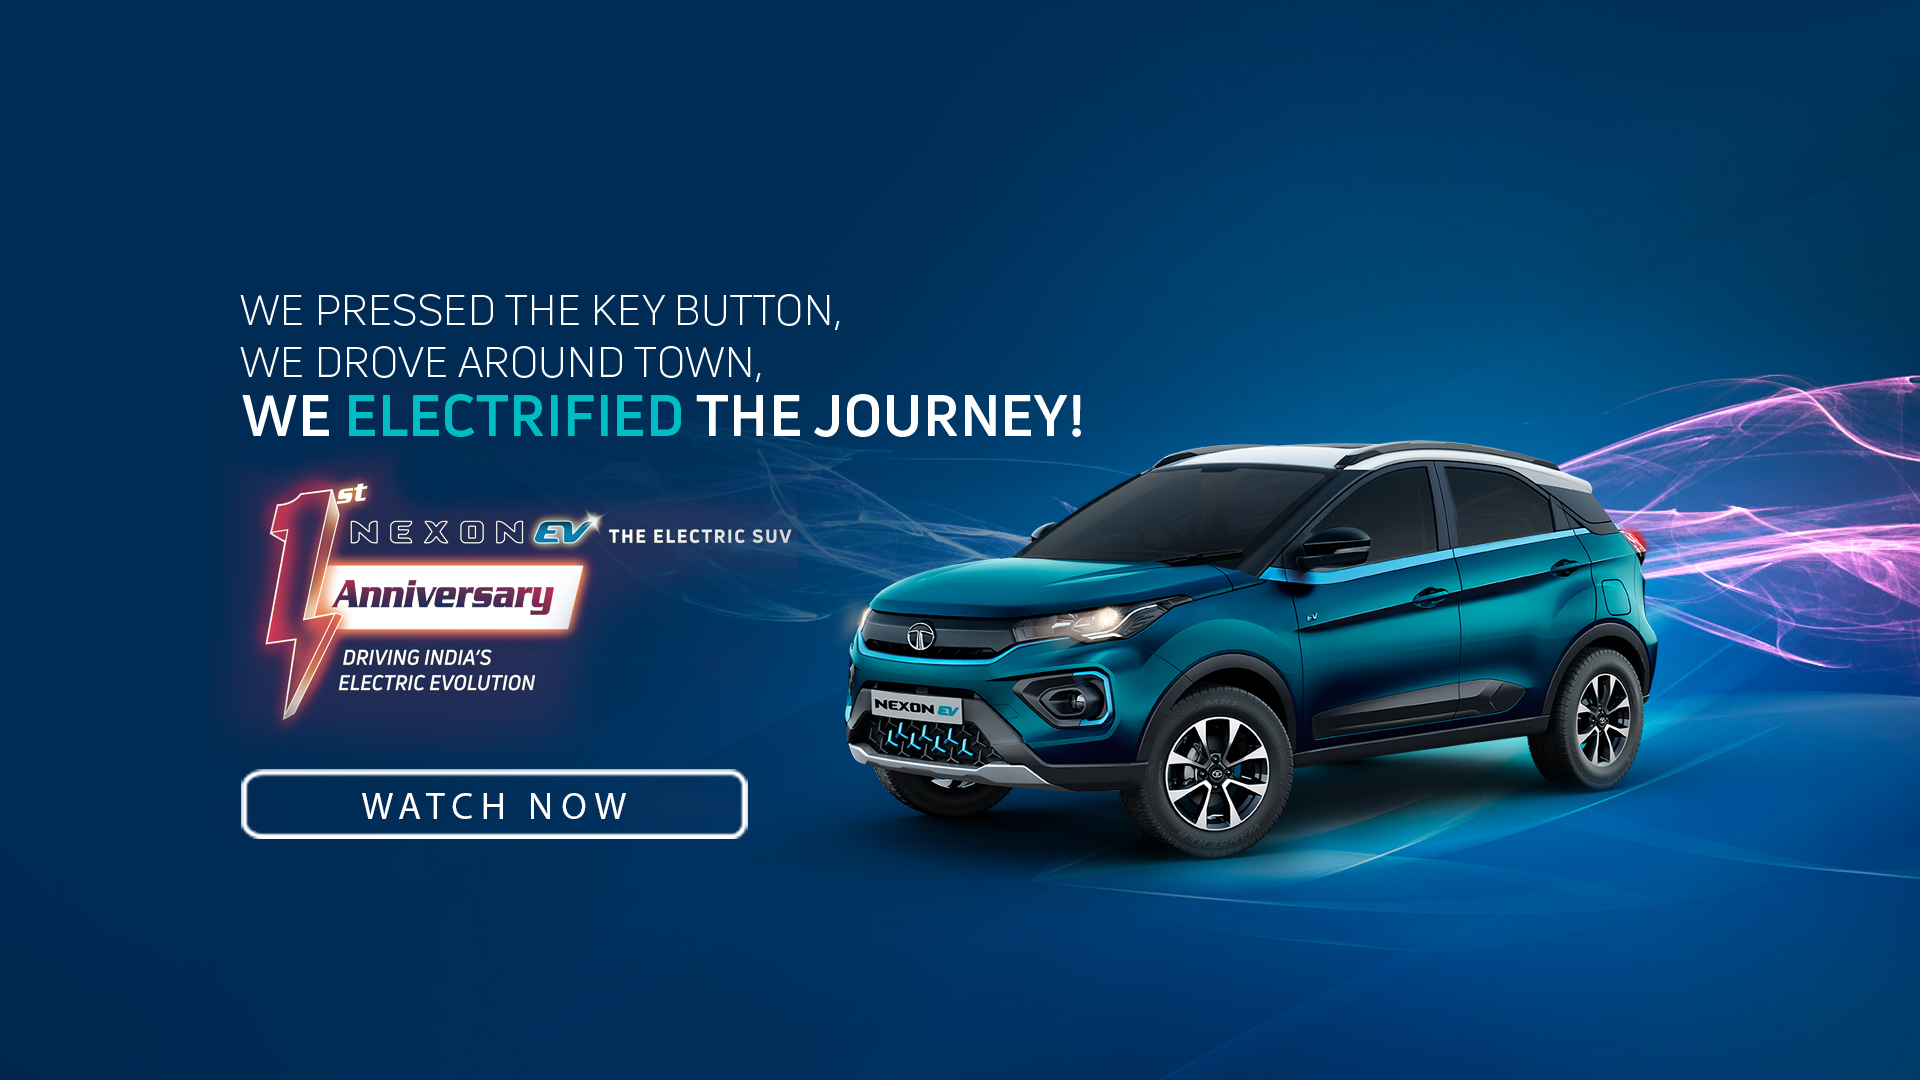 WE PRESSED THE KEY BUTTON,
WE DROVE AROUND TOWN,
WE ELECTRIFIED THE JOURNEY!
1st
NEXON EV THE ELECTRIC SUV
Anniversary
DRIVING INDIA'S
ELECTRIC EVOLUTION
WATCH NOW
EV
NEXON EV